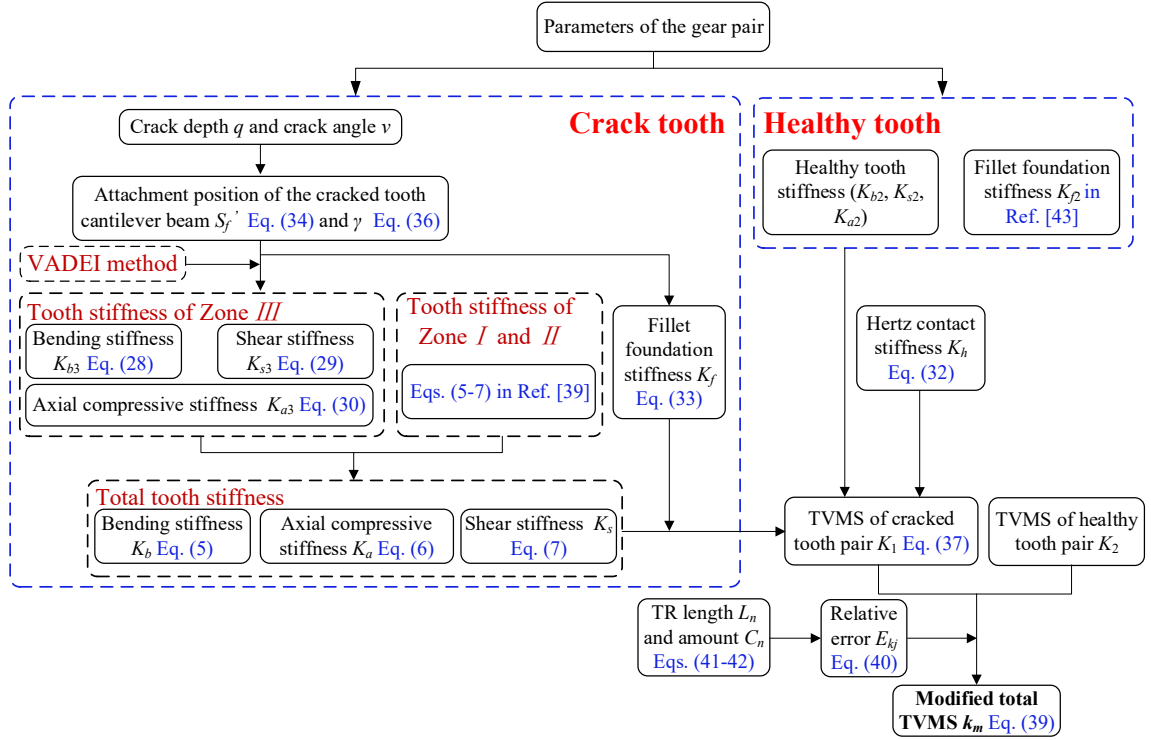 Parameters of the gear pair
Crack tooth
Healthy tooth
Crack depth q and crack angle v
Attachment position of the cracked tooth
cantilever beam Sf’ Eq. (34) and γ Eq. (36)
VADEI method
Tooth stiffness of Zone III
Bending stiffness
Kb3 Eq. (28)
Shear stiffness
Ks3 Eq. (29)
Axial compressive stiffness Ka3 Eq. (30)
Tooth stiffness of
Zone I and II
Eqs. (5-7) in Ref. [39]
Fillet
foundation
stiffness Kf
Eq. (33)
Total tooth stiffness
Bending stiffness
Kb Eq. (5)
Axial compressive
stiffness Ka Eq. (6)
Shear stiffness Ks
Eq. (7)
Healthy tooth
stiffness (Kb2, Ks2,
Ka2)
Fillet foundation
stiffness Kf2 in
Ref. [43]
Hertz contact
stiffness Kh
Eq. (32)
TVMS of cracked
tooth pair K1 Eq. (37)
TVMS of healthy
tooth pair K2
TR length Ln
and amount Cn
Eqs. (41-42)
Relative
error Ekj
Eq. (40)
Modified total
TVMS km Eq. (39)